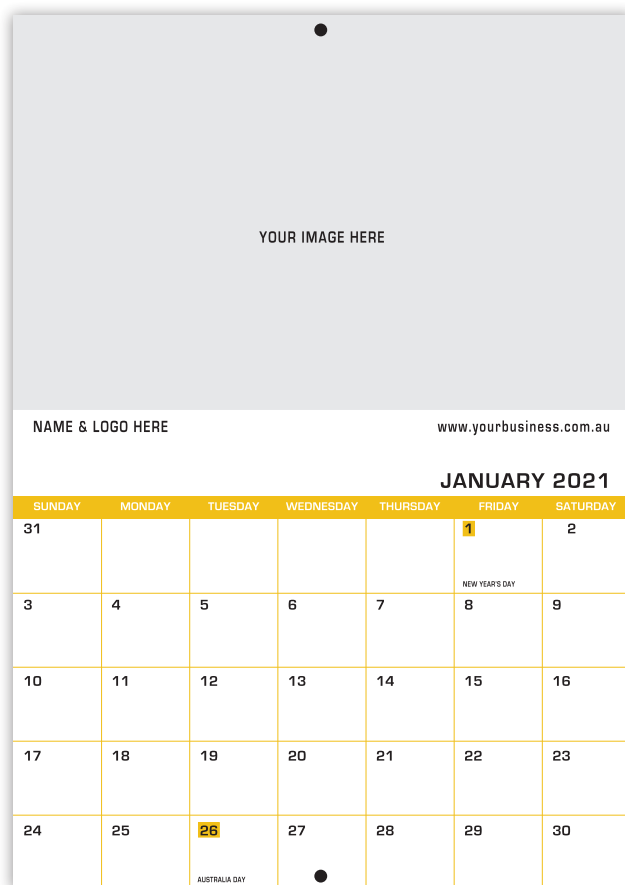 YOUR IMAGE HERE
NAME & LOGO HERE www.yourbusiness.com.au
JANUARY 2021
SUNDAY MONDAY TUESDAY WEDNESDAY THURSDAY FRIDAY SATURDAY
31 1 2
NEW YEAR'S DAY
3 4 5 6 7 8 9
10 11 12 13 14 15 16
17 18 19 20 21 22 23
24 25 26 27 28 29 30
AUSTRALIA DAY